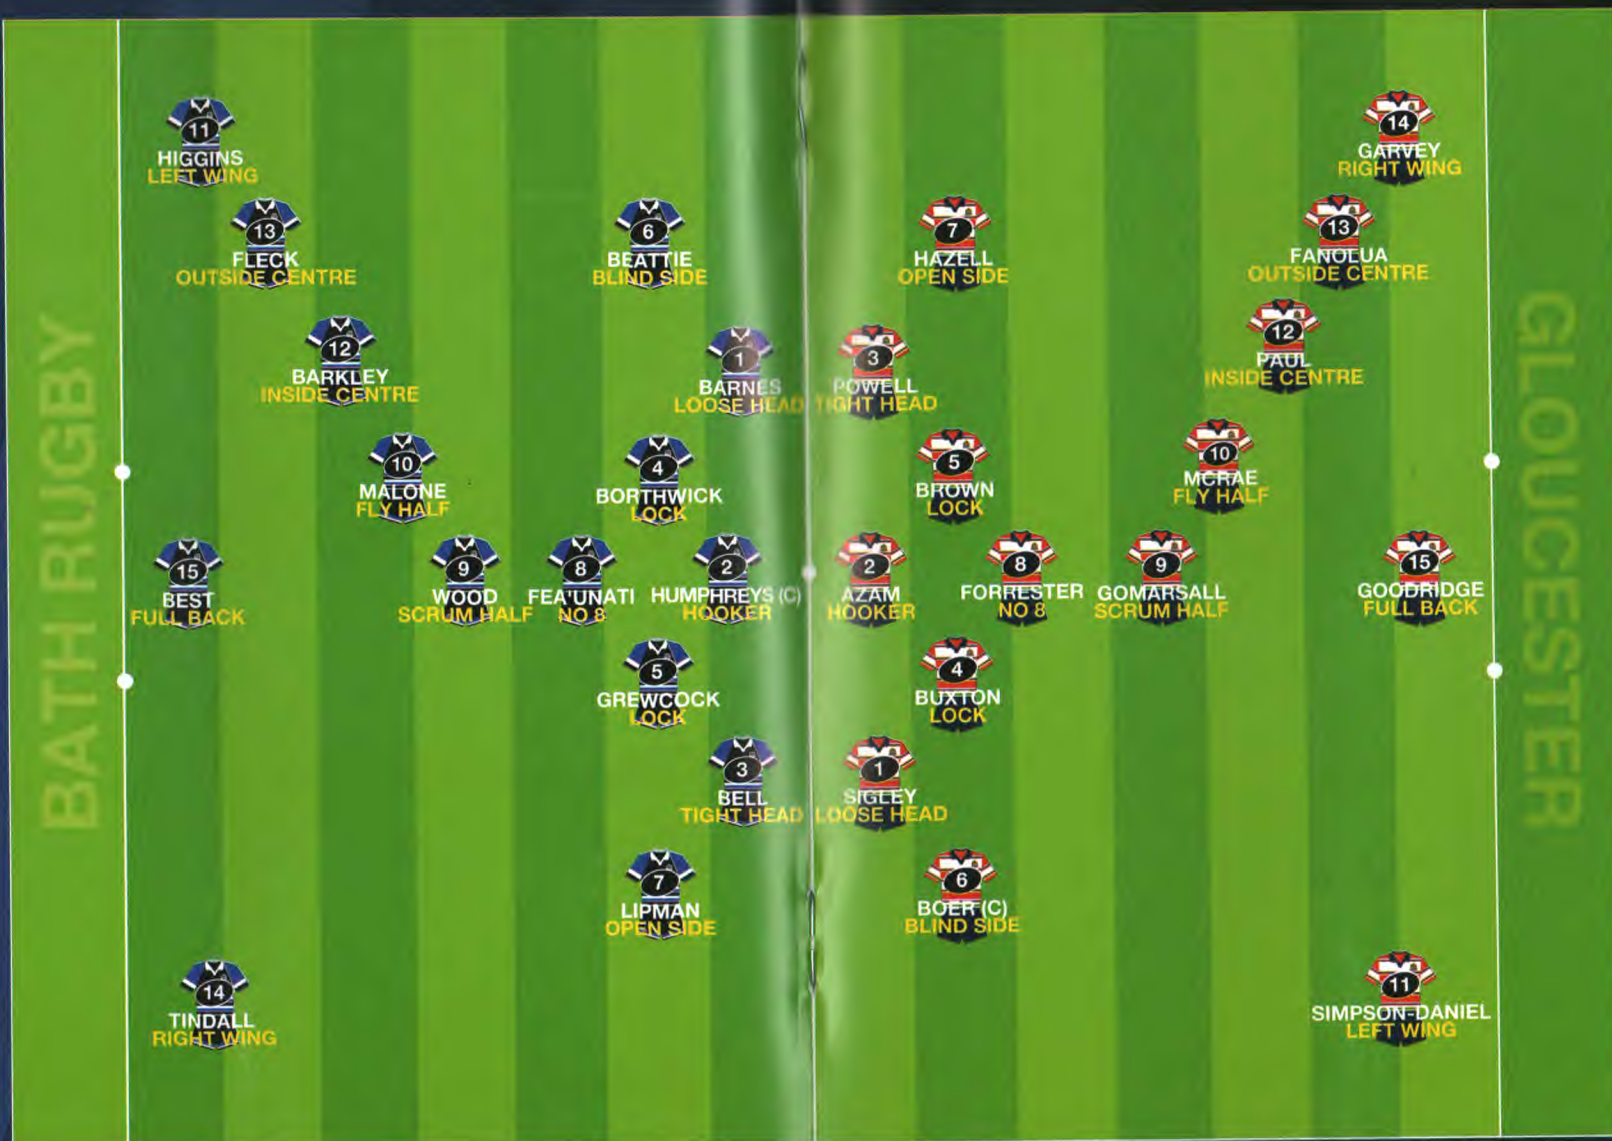 BATH RUGBY
11
HIGGINS
LEFT WING
13
FLECK
OUTSIDE CENTRE
12
BARKLEY
INSIDE CENTRE
10
MALONE
FLY HALF
15
BEST
FULL BACK
9
WOOD
SCRUM HALF
8
FEA'UNATI
NO 8
6
BEATTIE
BLIND SIDE
1
BARNES
LOOSE HEAD
4
BORTHWICK
LOCK
2
HUMPHREYS (C)
HOOKER
5
GREWCOCK
LOCK
3
BELL
TIGHT HEAD
7
LIPMAN
OPEN SIDE
14
TINDALL
RIGHT WING
GLOUCESTER
14
GARVEY
RIGHT WING
7
HAZELL
OPEN SIDE
13
FANOLUA
OUTSIDE CENTRE
3
POWELL
TIGHT HEAD
12
PAUL
INSIDE CENTRE
5
BROWN
LOCK
10
MCRAE
FLY HALF
2
AZAM
HOOKER
8
FORRESTER
NO 8
9
GOMARSALL
SCRUM HALF
15
GOODRIDGE
FULL BACK
4
BUXTON
LOCK
1
SIGLEY
LOOSE HEAD
6
BOER (C)
BLIND SIDE
11
SIMPSON-DANIEL
LEFT WING